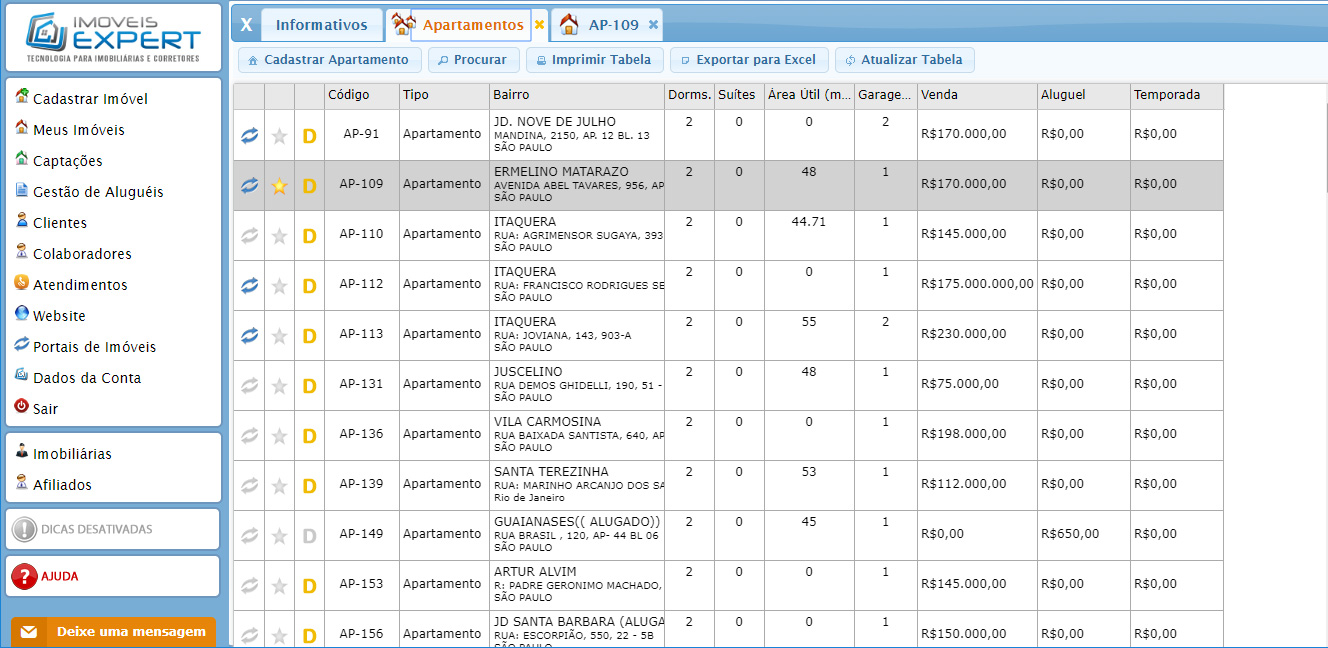 IMOVEIS
EXPERT
TECNOLOGIA PARA IMOBILIÁRIAS E CORRETORES
Cadastrar Imóvel
Meus Imóveis
Captações
Gestão de Aluguéis
Clientes
Colaboradores
Atendimentos
Website
Portais de Imóveis
Dados da Conta
Sair
Imobiliárias
Afiliados
DICAS DESATIVADAS
AJUDA
Deixe uma mensagem
X Informativos Apartamentos × AP-109 ×
Cadastrar Apartamento Procurar Imprimir Tabela Exportar para Excel Atualizar Tabela
Código Tipo Bairro Dorms. Suítes Área Útil (m... Garage... Venda Aluguel Temporada
D AP-91 Apartamento JD. NOVE DE JULHO 2 0 0 2 R$170.000,00 R$0,00 R$0,00
MANDINA, 2150, AP. 12 BL. 13
SÃO PAULO
D AP-109 Apartamento ERMELINO MATARAZO 2 0 48 1 R$170.000,00 R$0,00 R$0,00
AVENIDA ABEL TAVARES, 956, AP
SÃO PAULO
D AP-110 Apartamento ITAQUERA 2 0 44.71 1 R$145.000,00 R$0,00 R$0,00
RUA: AGRIMENSOR SUGAYA, 393
SÃO PAULO
D AP-112 Apartamento ITAQUERA 2 0 0 1 R$175.000.000,00 R$0,00 R$0,00
RUA: FRANCISCO RODRIGUES SE
SÃO PAULO
D AP-113 Apartamento ITAQUERA 2 0 55 2 R$230.000,00 R$0,00 R$0,00
RUA: JOVIANA, 143, 903-A
SÃO PAULO
D AP-131 Apartamento JUSCELINO 2 0 48 1 R$75.000,00 R$0,00 R$0,00
RUA DEMOS GHIDELLI, 190, 51 -
SÃO PAULO
D AP-136 Apartamento VILA CARMOSINA 2 0 0 1 R$198.000,00 R$0,00 R$0,00
RUA BAIXADA SANTISTA, 640, AP
SÃO PAULO
D AP-139 Apartamento SANTA TEREZINHA 2 0 53 1 R$112.000,00 R$0,00 R$0,00
RUA: MARINHO ARCANJO DOS SA
Rio de Janeiro
D AP-149 Apartamento GUAIANASES(( ALUGADO)) 2 0 45 1 R$0,00 R$650,00 R$0,00
RUA BRASIL , 120, AP- 44 BL 06
SÃO PAULO
D AP-153 Apartamento ARTUR ALVIM 2 0 0 1 R$145.000,00 R$0,00 R$0,00
R: PADRE GERONIMO MACHADO,
SÃO PAULO
D AP-156 Apartamento JD SANTA BARBARA (ALUGA 2 0 0 1 R$150.000,00 R$0,00 R$0,00
RUA: ESCORPIÃO, 550, 22 - 5B
SÃO PAULO